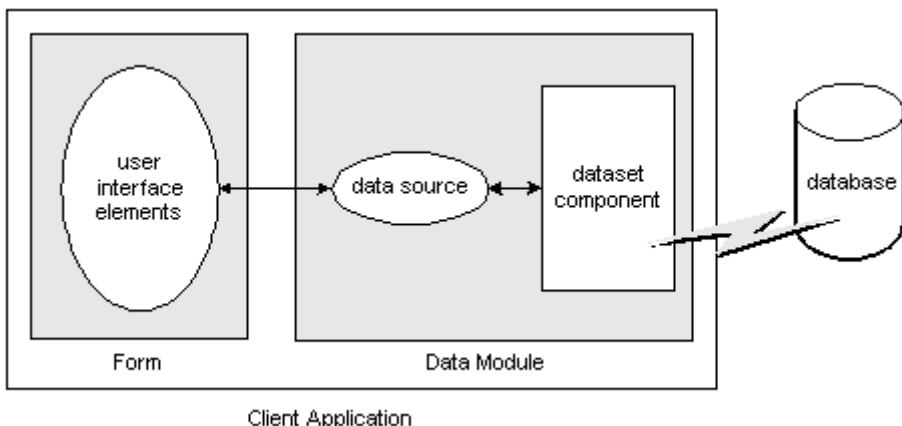 user
interface
elements
data source
dataset
component
database
Form
Data Module
Client Application